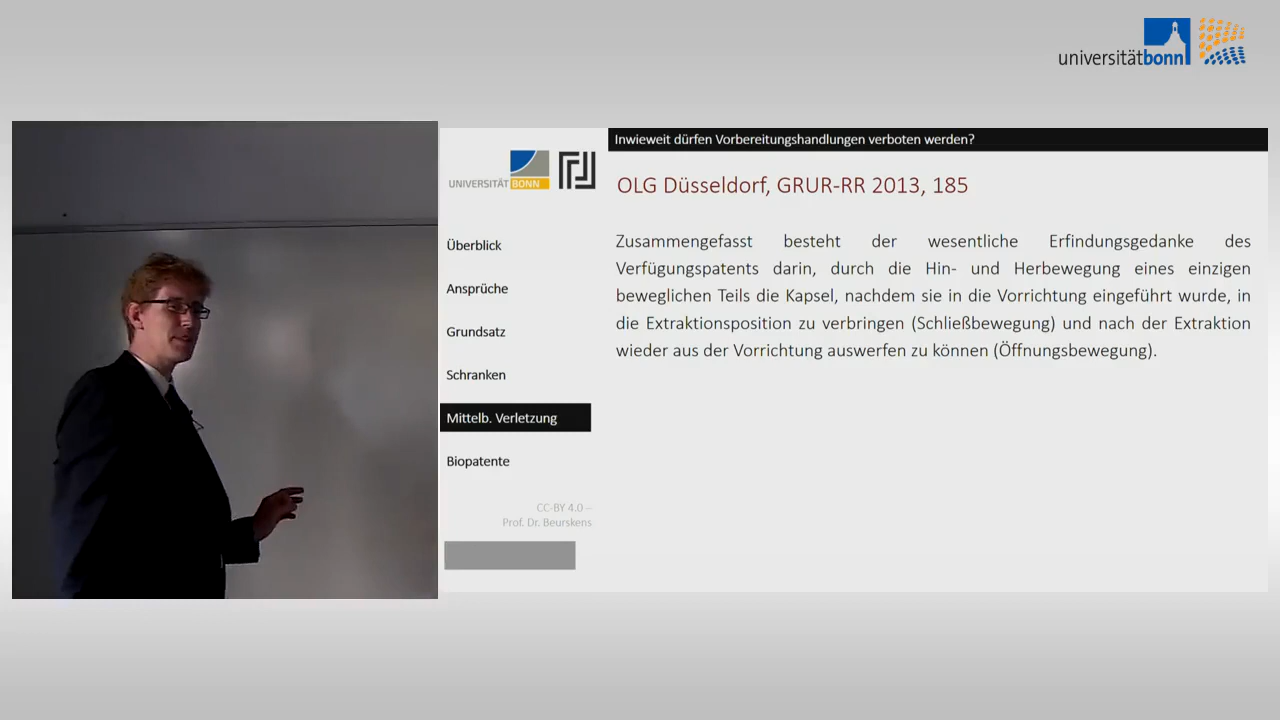 universitätbonn
Inwieweit dürfen Vorbereitungshandlungen verboten werden?
UNIVERSITÄT BONN
OLG Düsseldorf, GRUR-RR 2013, 185
Zusammengefasst besteht der wesentliche Erfindungsgedanke des
Verfügungspatents darin, durch die Hin- und Herbewegung eines einzigen
beweglichen Teils die Kapsel, nachdem sie in die Vorrichtung eingeführt wurde, in
die Extraktionsposition zu verbringen (Schließbewegung) und nach der Extraktion
wieder aus der Vorrichtung auswerfen zu können (Öffnungsbewegung).
Überblick
Ansprüche
Grundsatz
Schranken
Mittelb. Verletzung
Biopatente
CC-BY 4.0 –
Prof. Dr. Beurskens